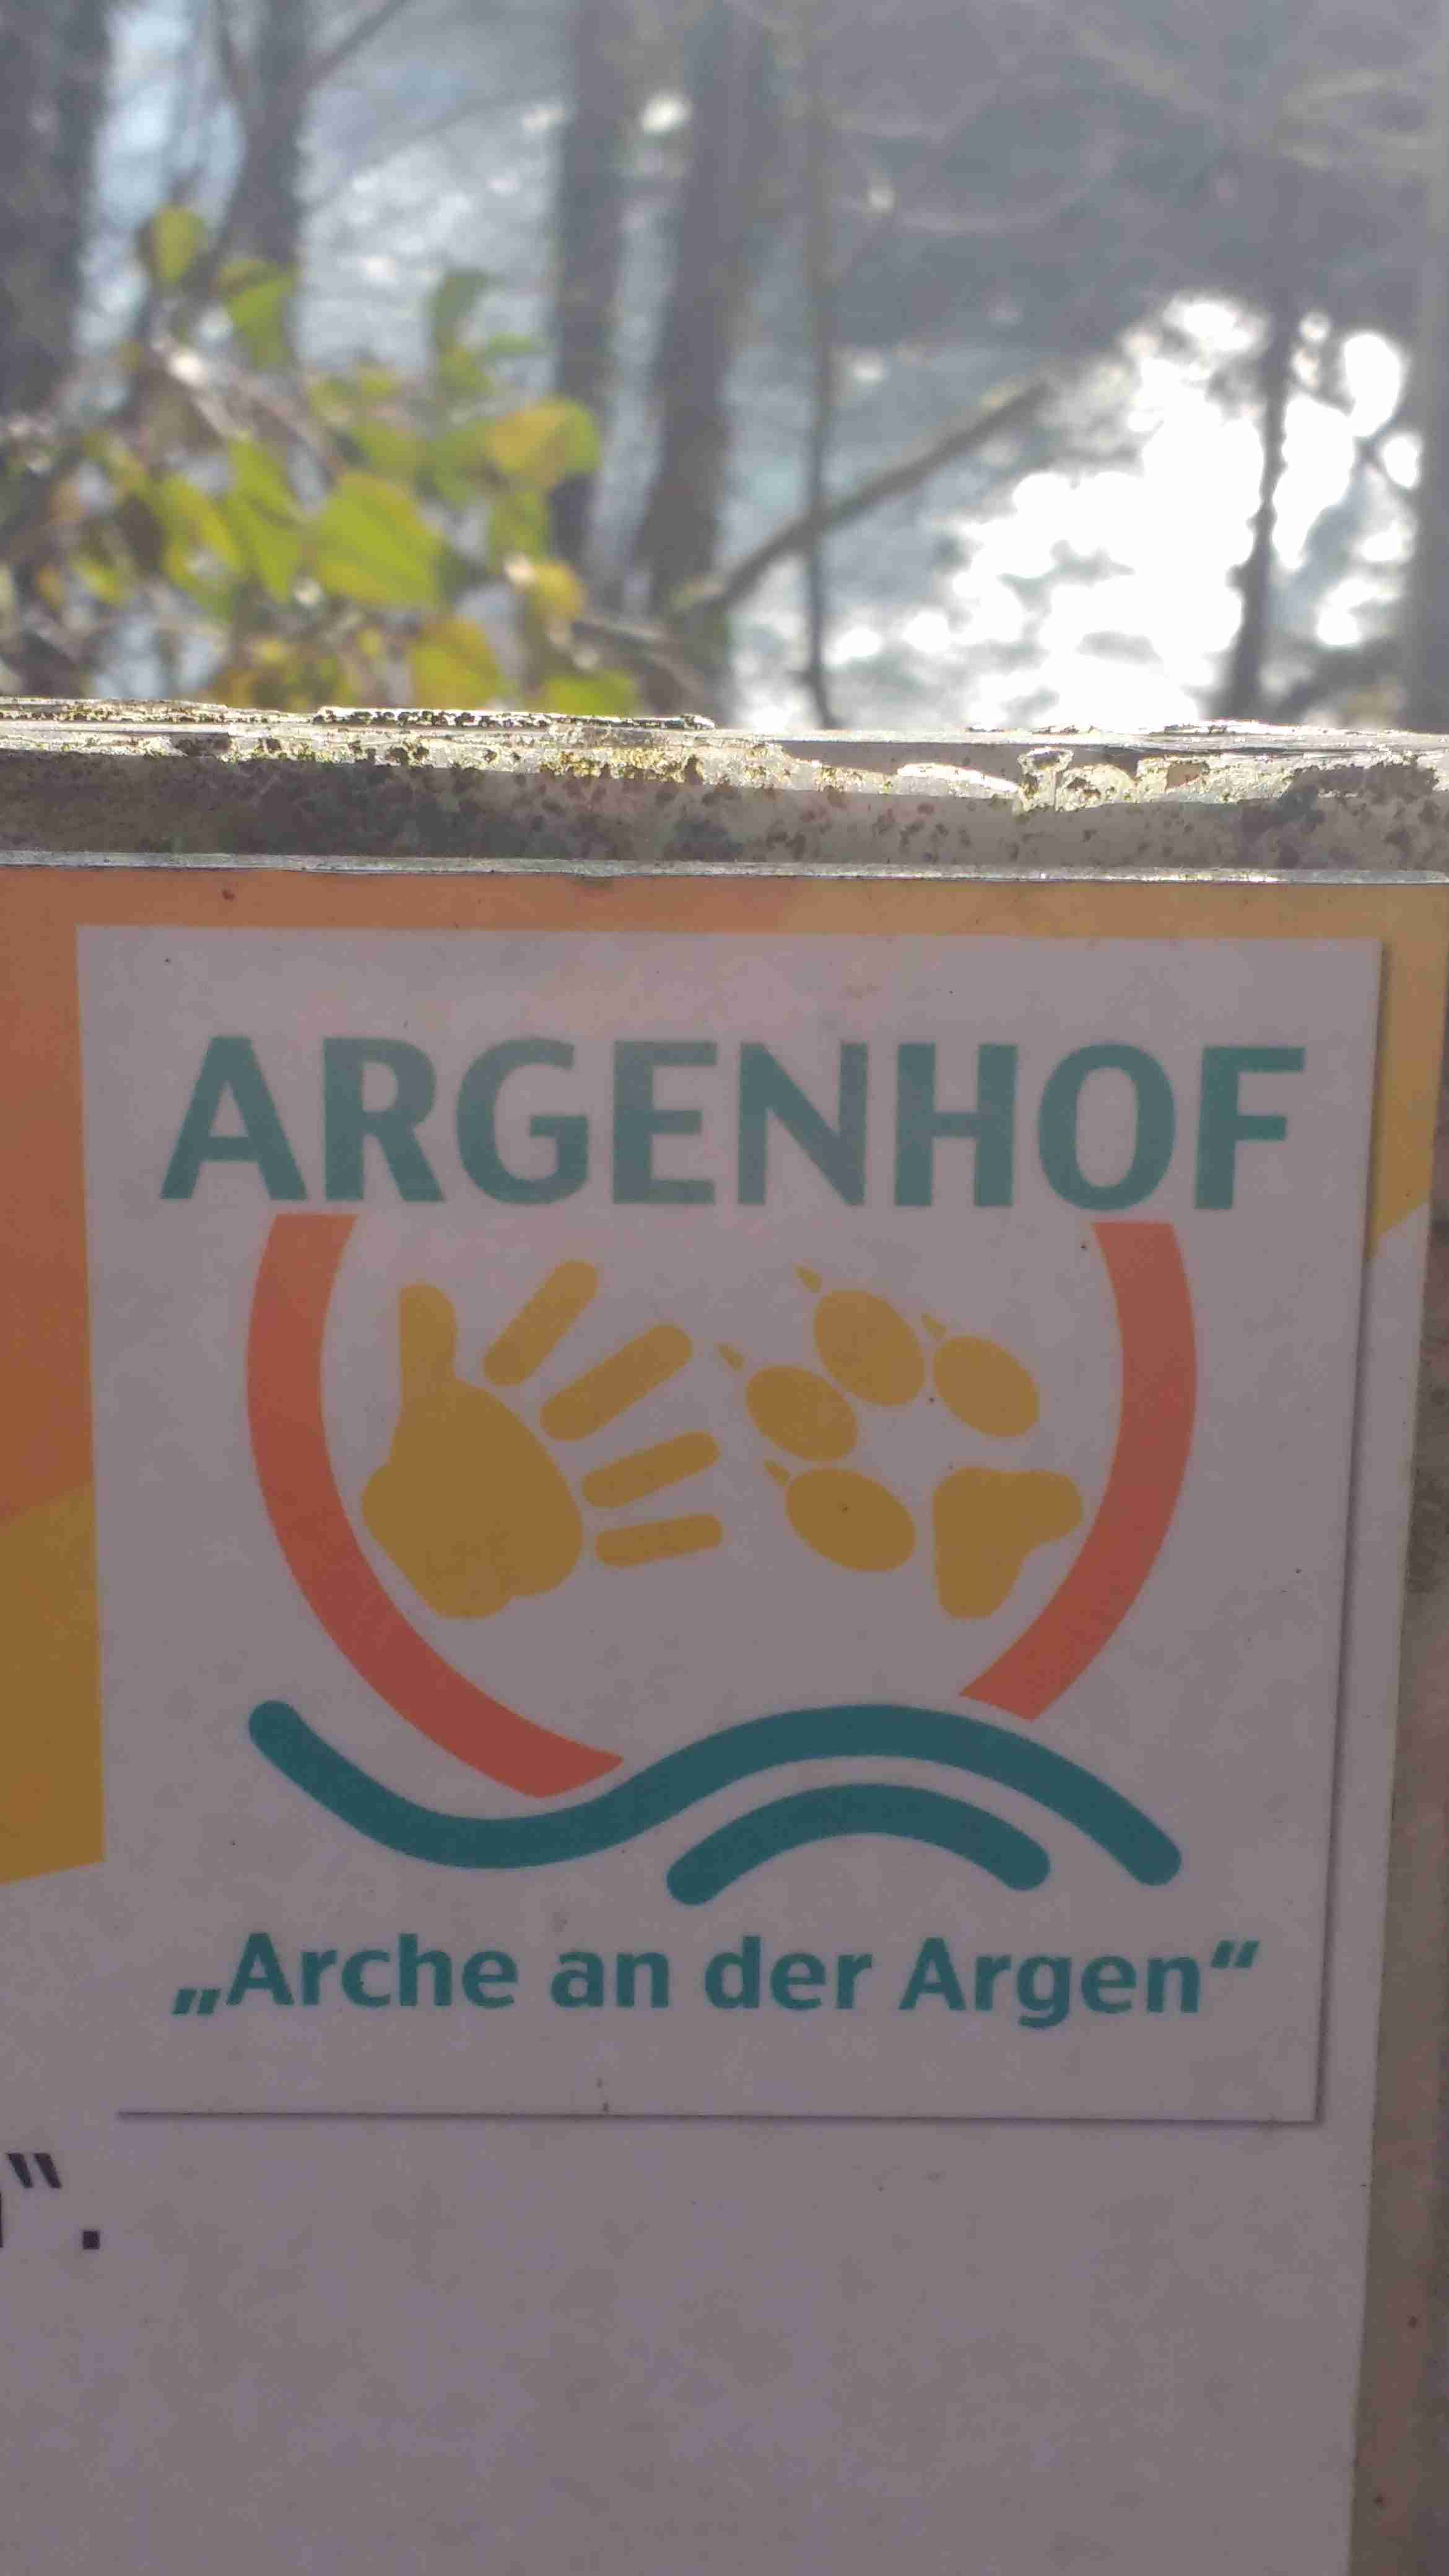 ARGENHOF
„Arche an der Argen“
“.